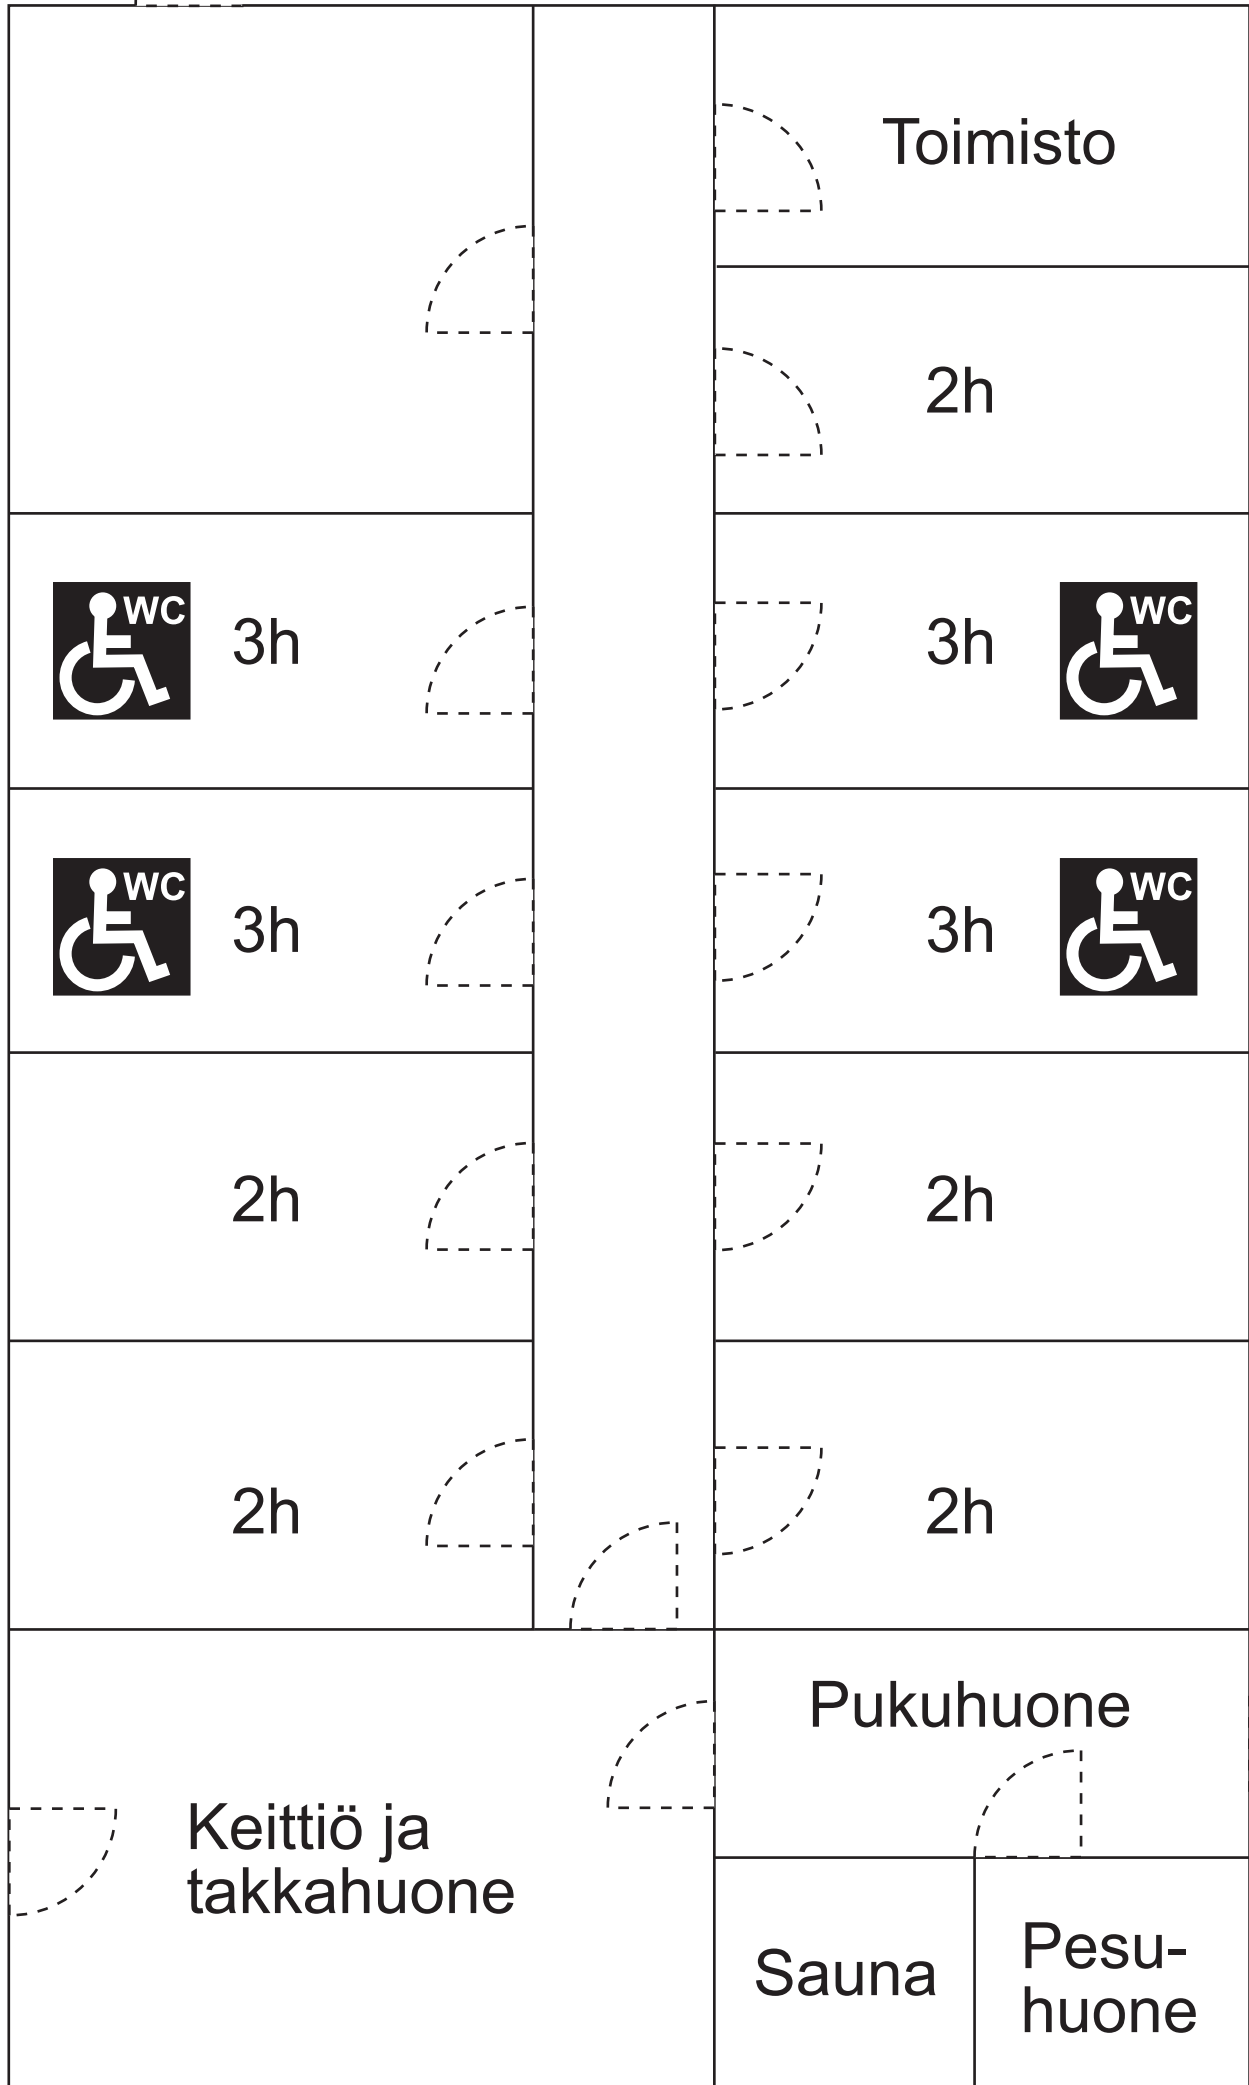 Toimisto
2h
WC
3h
3h
WC
WC
3h
3h
WC
2h
2h
2h
2h
Pukuhuone
Keittiö ja
takkahuone
Sauna
Pesu-
huone